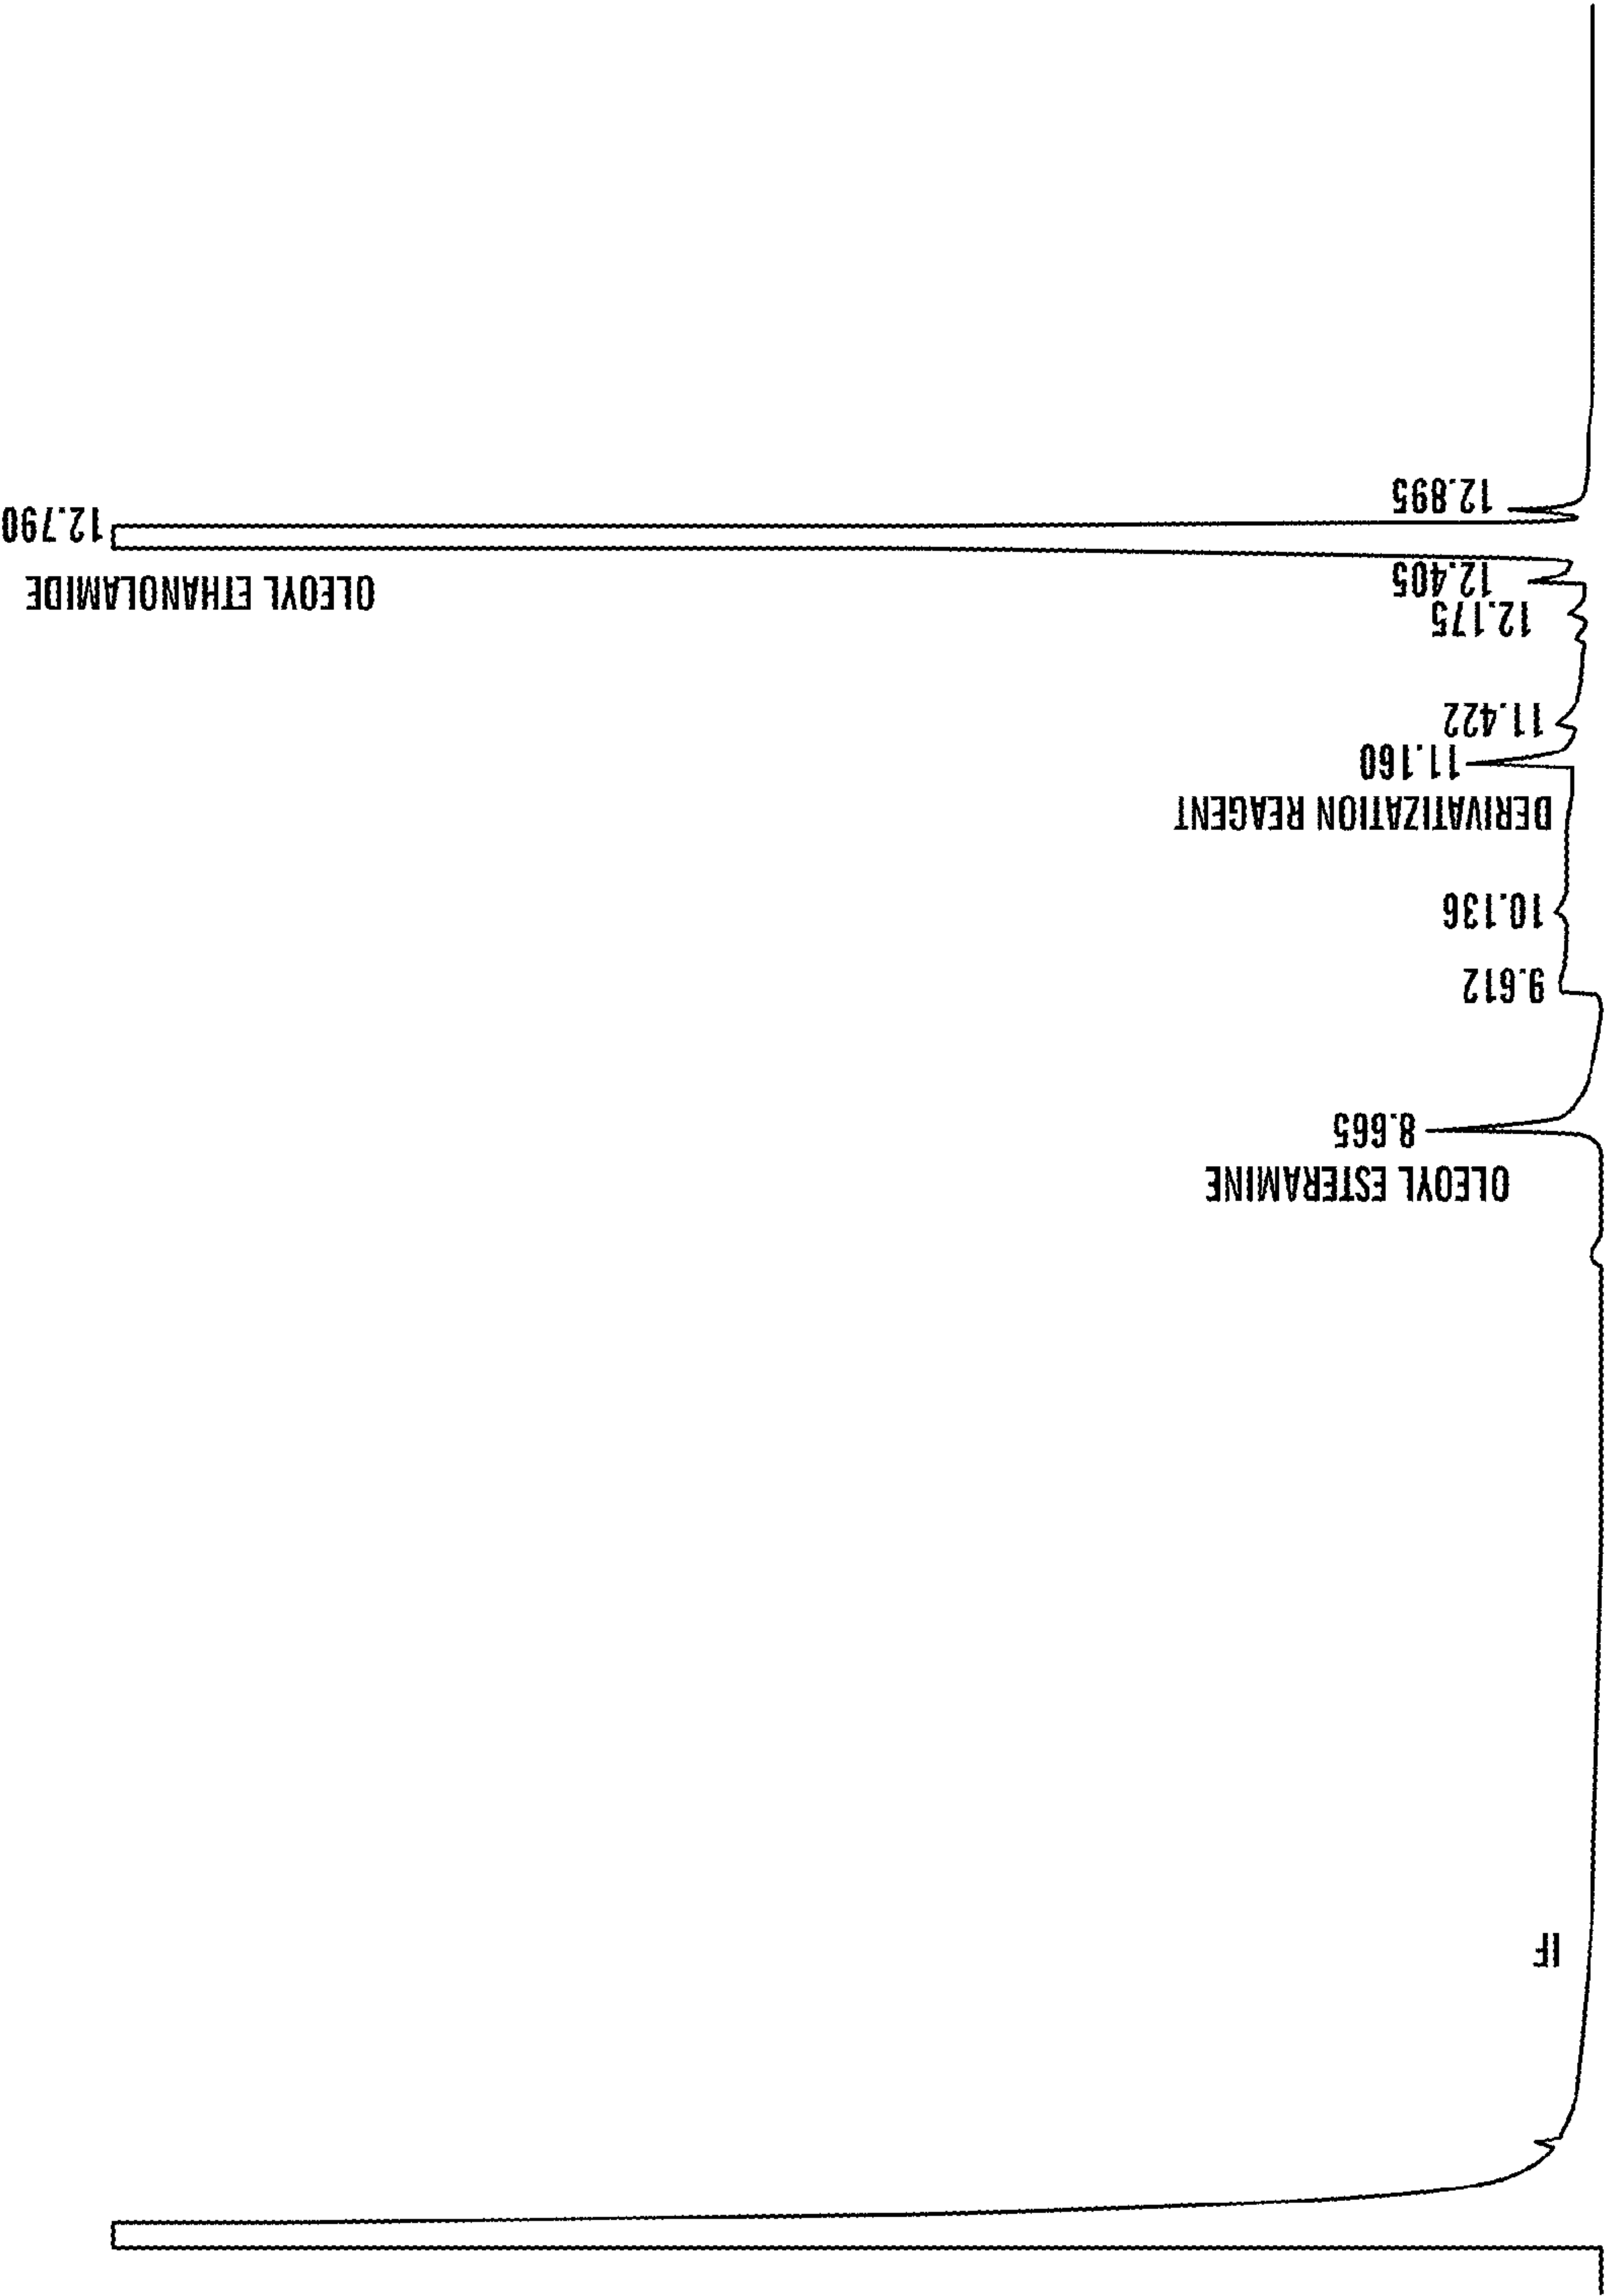 IF
OLEOYL ESTERAMINE
8.665
9.612
10.136
DERIVATIZATION REAGENT
11.160
11.422
12.175
12.405
OLEOYL ETHANOLAMIDE
12.790
12.895